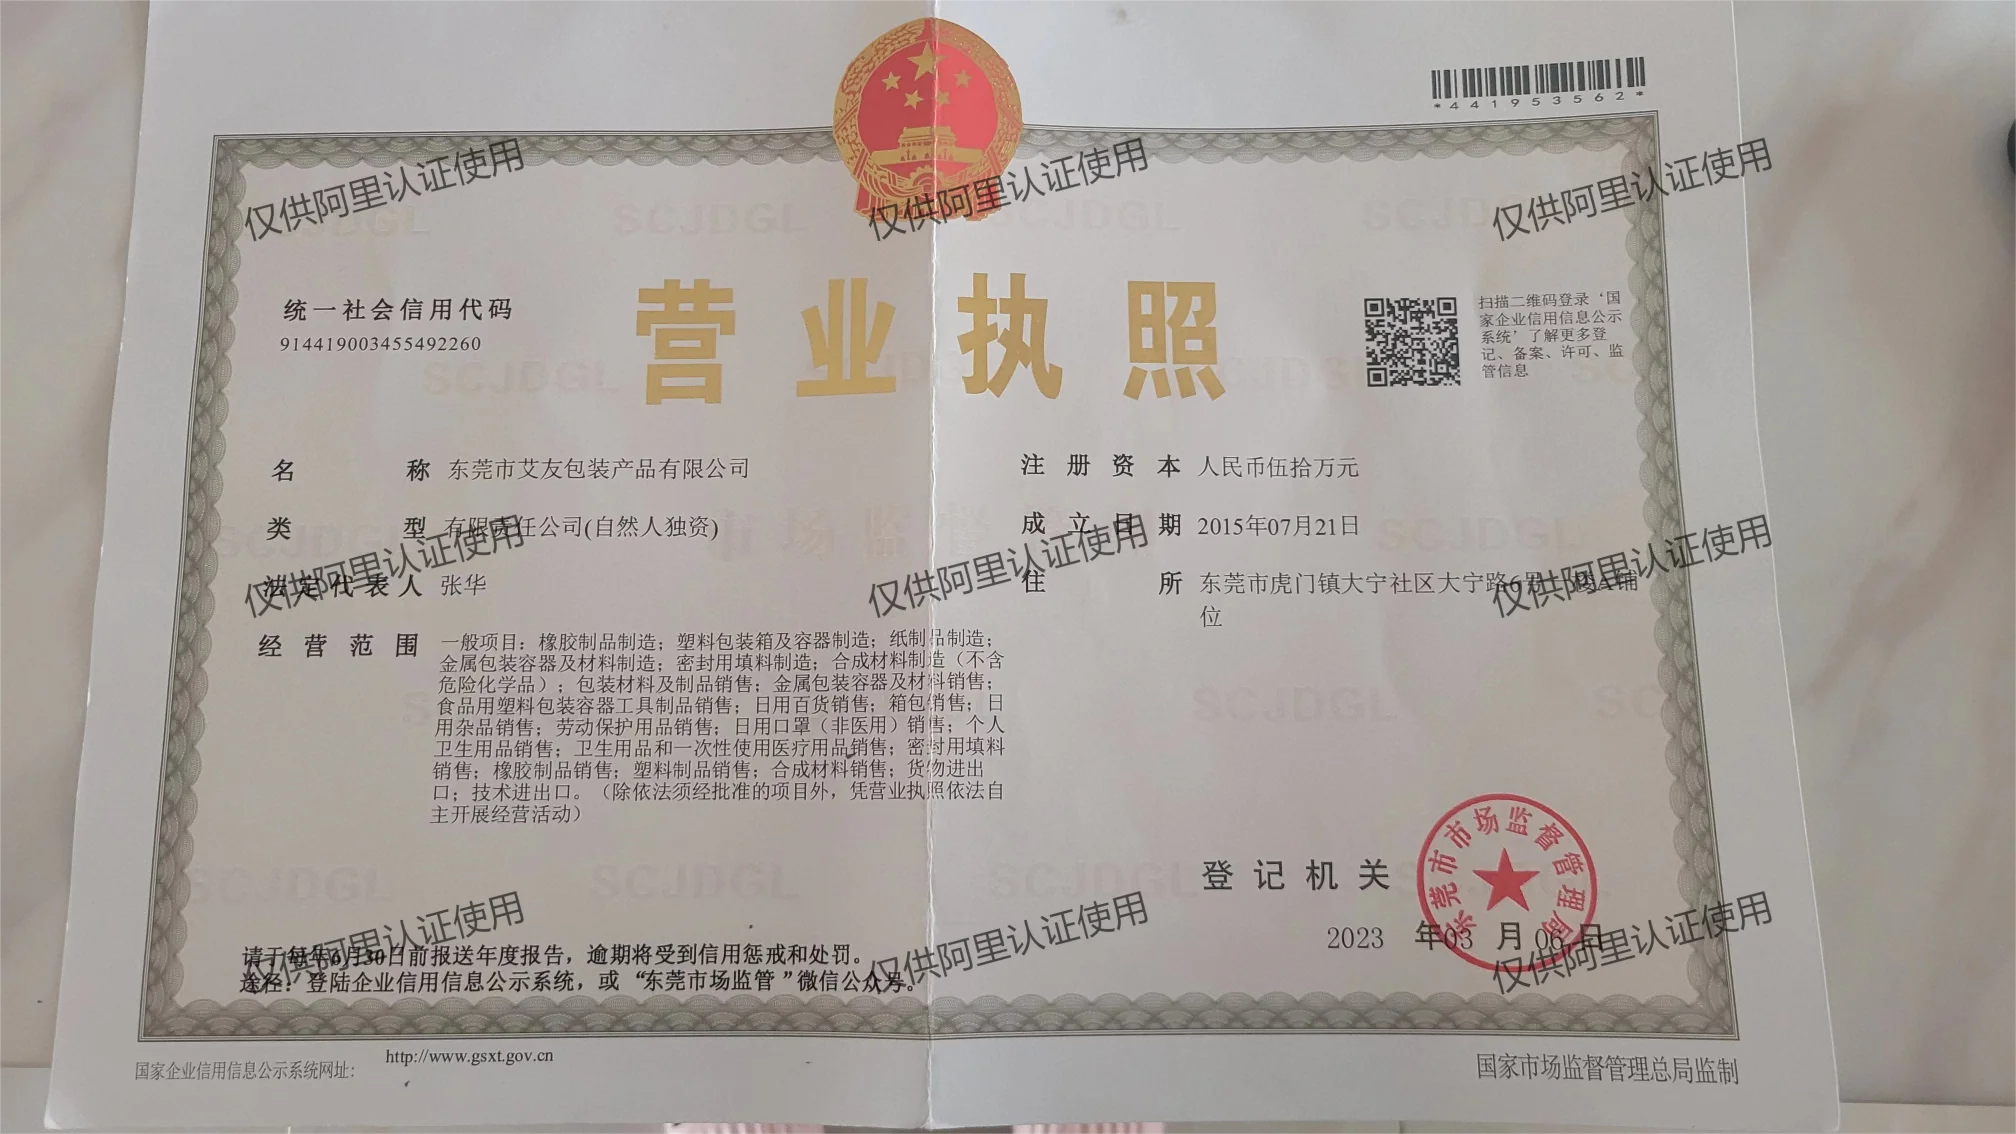 *441953562*
统一社会信用代码
914419003455492260
营业执照
扫描二维码登录‘国
家企业信用信息公示
系统’了解更多登
记、备案、许可、监
管信息
名称 东莞市艾友包装产品有限公司
类型 有限责任公司(自然人独资)
法定代表人 张华
经营范围 一般项目：橡胶制品制造；塑料包装箱及容器制造；纸制品制造；
金属包装容器及材料制造；密封用填料制造；合成材料制造（不含
危险化学品）；包装材料及制品销售；金属包装容器及材料销售；
食品用塑料包装容器工具制品销售；日用百货销售；箱包销售；日
用杂品销售；劳动保护用品销售；日用口罩（非医用）销售；个人
卫生用品销售；卫生用品和一次性使用医疗用品销售；密封用填料
销售；橡胶制品销售；塑料制品销售；合成材料销售；货物进出
口；技术进出口。（除依法须经批准的项目外，凭营业执照依法自
主开展经营活动）
注册资本 人民币伍拾万元
成立日期 2015年07月21日
住所 东莞市虎门镇大宁社区大宁路6号 铺
位
登记机关
东莞市市场监督管理局
2023 年03 月06 日
请于每年6月30日前报送年度报告，逾期将受到信用惩戒和处罚。
途径：登陆企业信用信息公示系统，或“东莞市场监管”微信公众号。
国家企业信用信息公示系统网址： http://www.gsxt.gov.cn
国家市场监督管理总局监制
仅供阿里认证使用
仅供阿里认证使用
仅供阿里认证使用
仅供阿里认证使用
仅供阿里认证使用
仅供阿里认证使用
仅供阿里认证使用
仅供阿里认证使用
仅供阿里认证使用